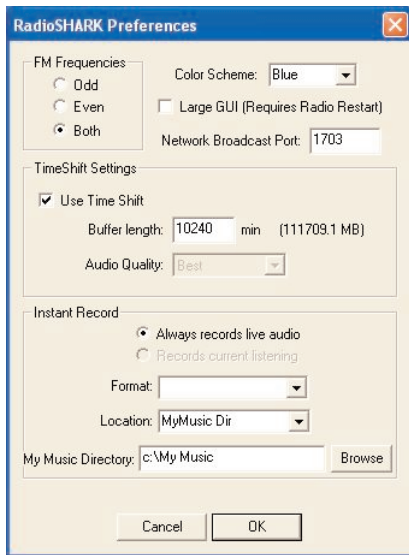 RadioSHARK Preferences
FM Frequencies
Odd
Even
Both
Color Scheme: Blue
Large GUI (Requires Radio Restart)
Network Broadcast Port: 1703
TimeShift Settings
Use Time Shift
Buffer length: 10240 min (111709.1 MB)
Audio Quality: Best
Instant Record
Always records live audio
Records current listening
Format:
Location: MyMusic Dir
My Music Directory: c:\My Music Browse
Cancel OK